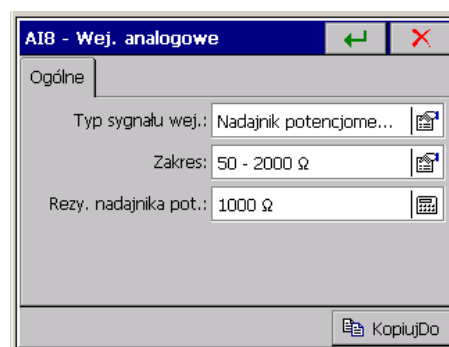 AI8 - Wej. analogowe
Ogólne
Typ sygnału wej.: Nadajnik potencjome...
Zakres: 50 - 2000 Ω
Rezy. nadajnika pot.: 1000 Ω
KopiujDo